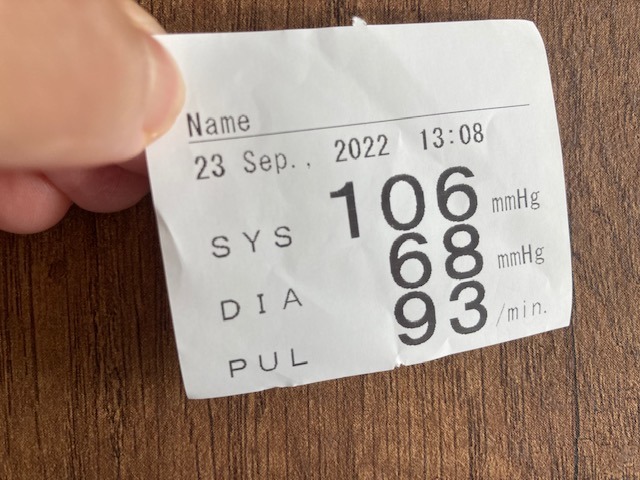 Name
23 Sep., 2022 13:08
SYS 106 mmHg
DIA 68 mmHg
PUL 93 /min.